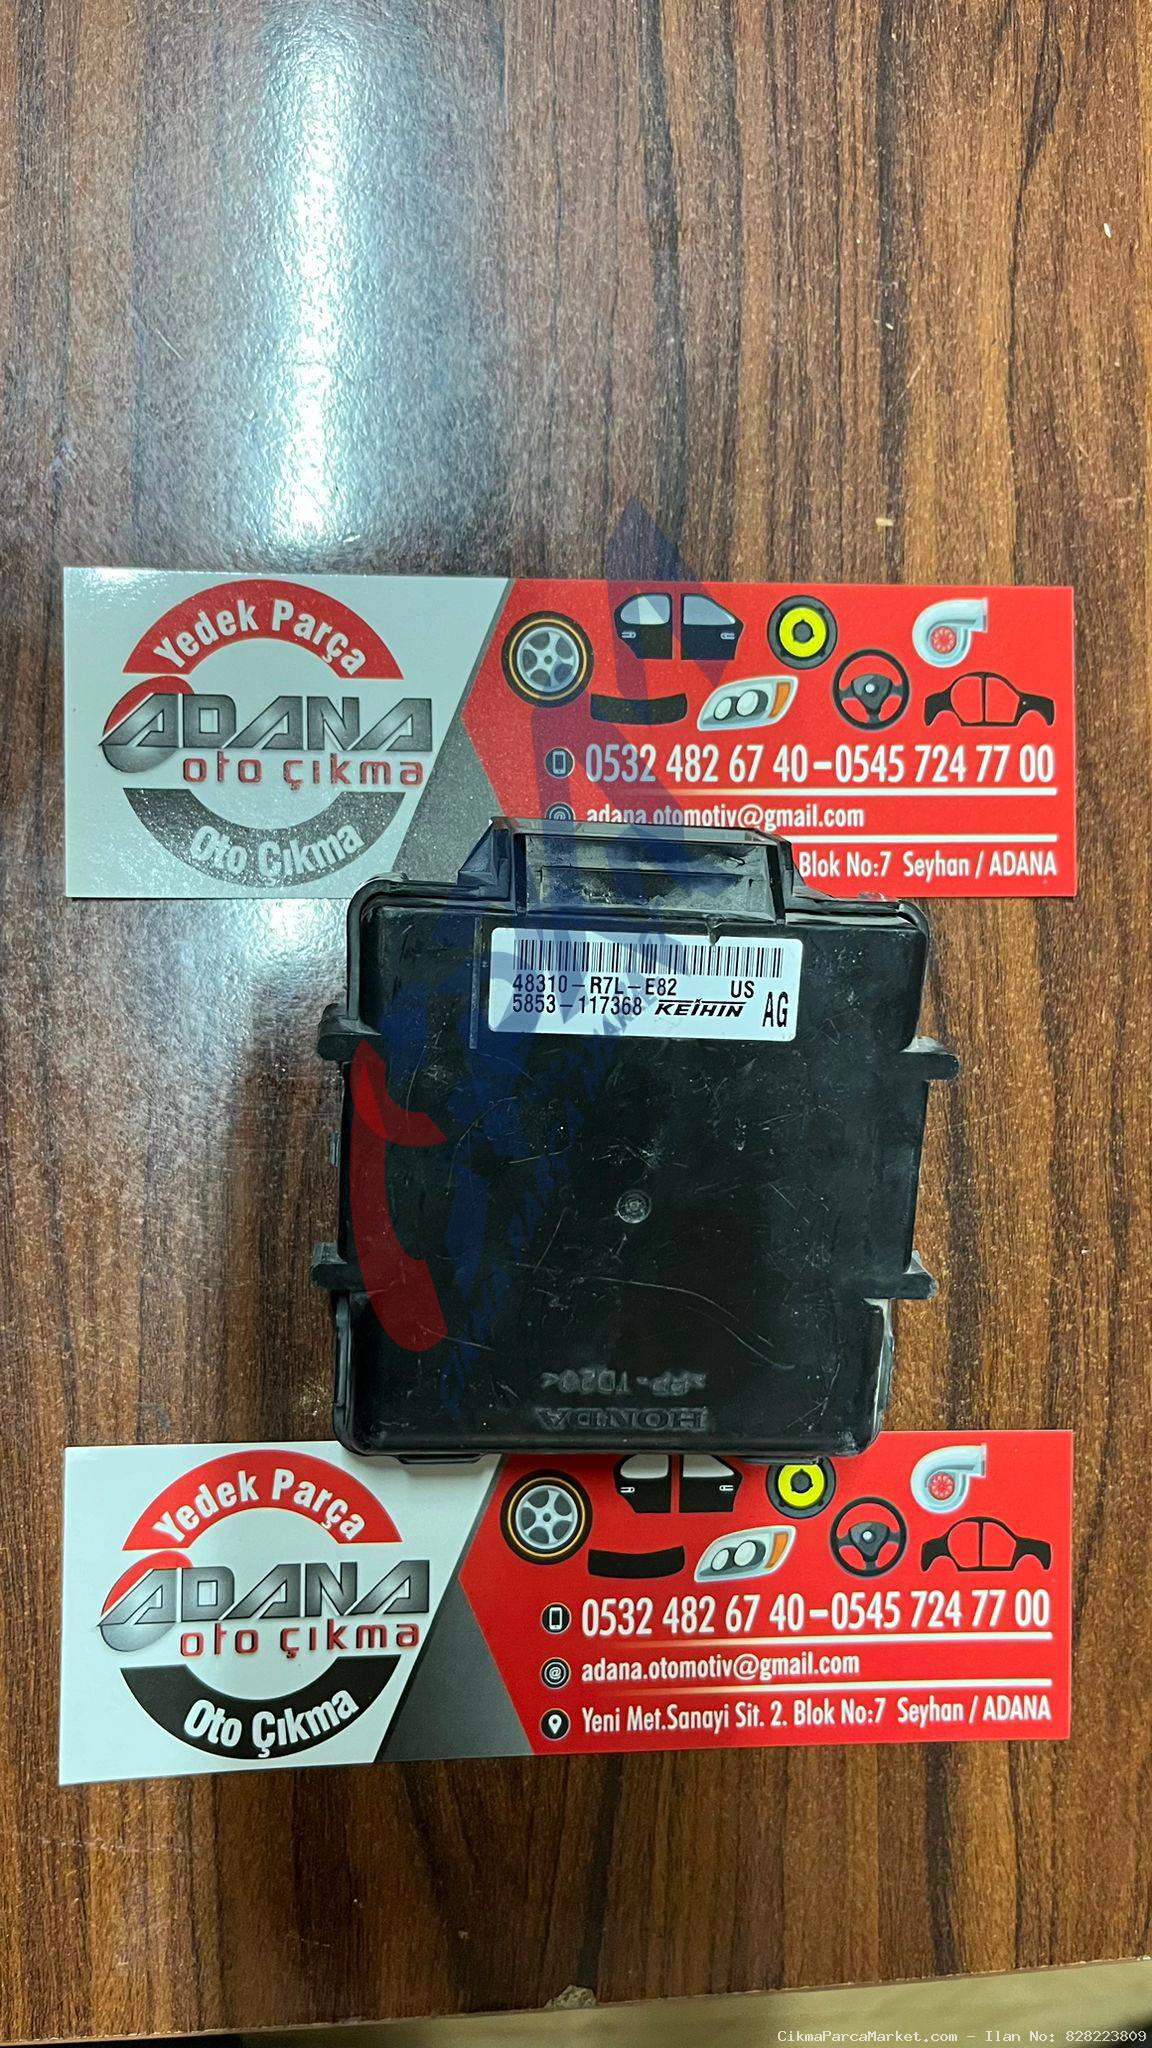 Yedek Parça
ADANA
oto çıkma
Oto Çıkma
0532 482 67 40-0545 724 77 00
adana.otomotiv@gmail.com
Blok No:7 Seyhan / ADANA
48310-R7L-E82 US
5853-117368 KEIHIN AG
>PP-TD20<
HONDA
Yedek Parça
ADANA
oto çıkma
Oto Çıkma
0532 482 67 40-0545 724 77 00
adana.otomotiv@gmail.com
Yeni Met.Sanayi Sit. 2. Blok No:7 Seyhan / ADANA
CikmaParcaMarket.com - Ilan No: 828223809